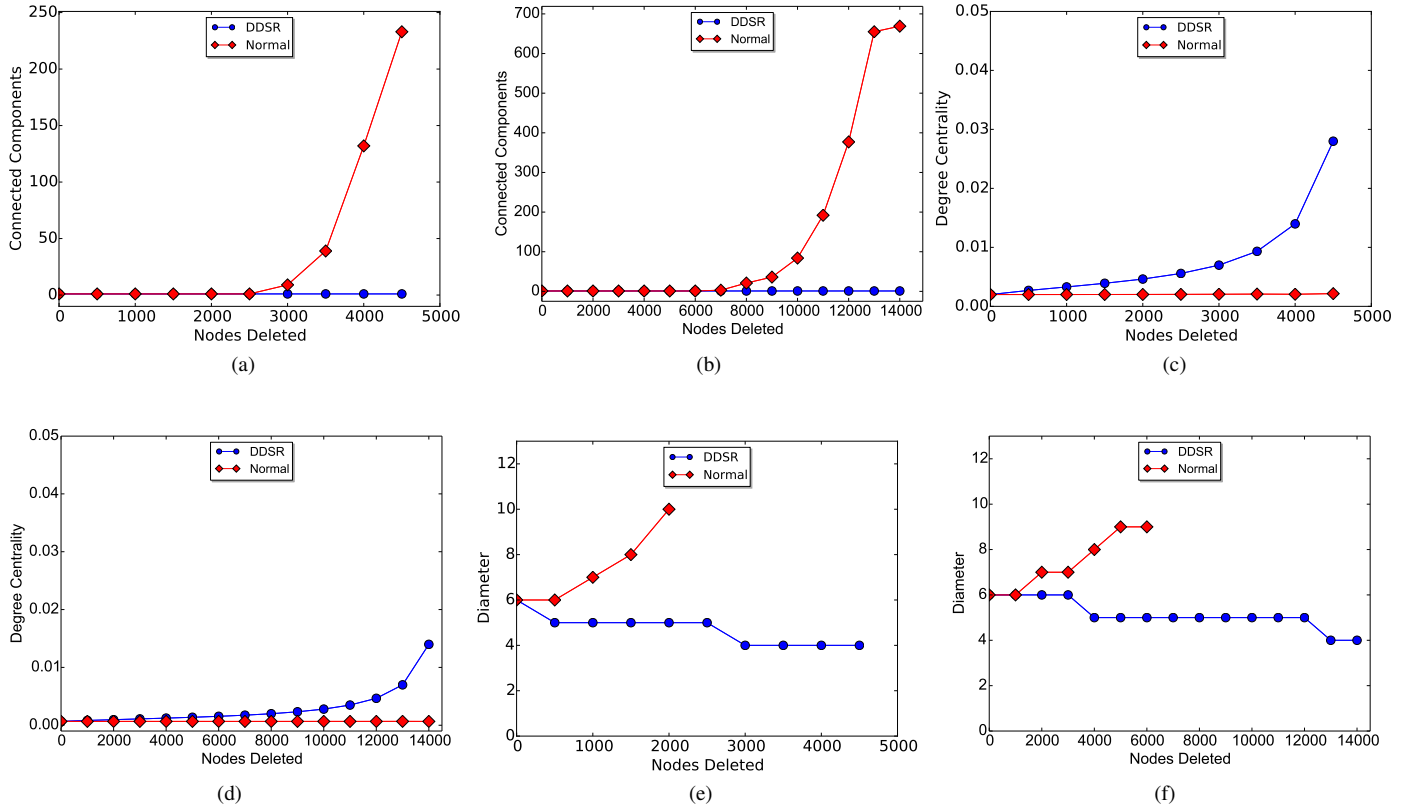 DDSR
Normal
Connected Components
250
200
150
100
50
0
0 1000 2000 3000 4000 5000
Nodes Deleted
(a)
DDSR
Normal
Connected Components
700
600
500
400
300
200
100
0
0 2000 4000 6000 8000 10000 12000 14000
Nodes Deleted
(b)
DDSR
Normal
Degree Centrality
0.05
0.04
0.03
0.02
0.01
0.00
0 1000 2000 3000 4000 5000
Nodes Deleted
(c)
DDSR
Normal
Degree Centrality
0.05
0.04
0.03
0.02
0.01
0.00
0 2000 4000 6000 8000 10000 12000 14000
Nodes Deleted
(d)
DDSR
Normal
Diameter
12
10
8
6
4
2
0
0 1000 2000 3000 4000 5000
Nodes Deleted
(e)
DDSR
Normal
Diameter
12
10
8
6
4
2
0
0 2000 4000 6000 8000 10000 12000 14000
Nodes Deleted
(f)